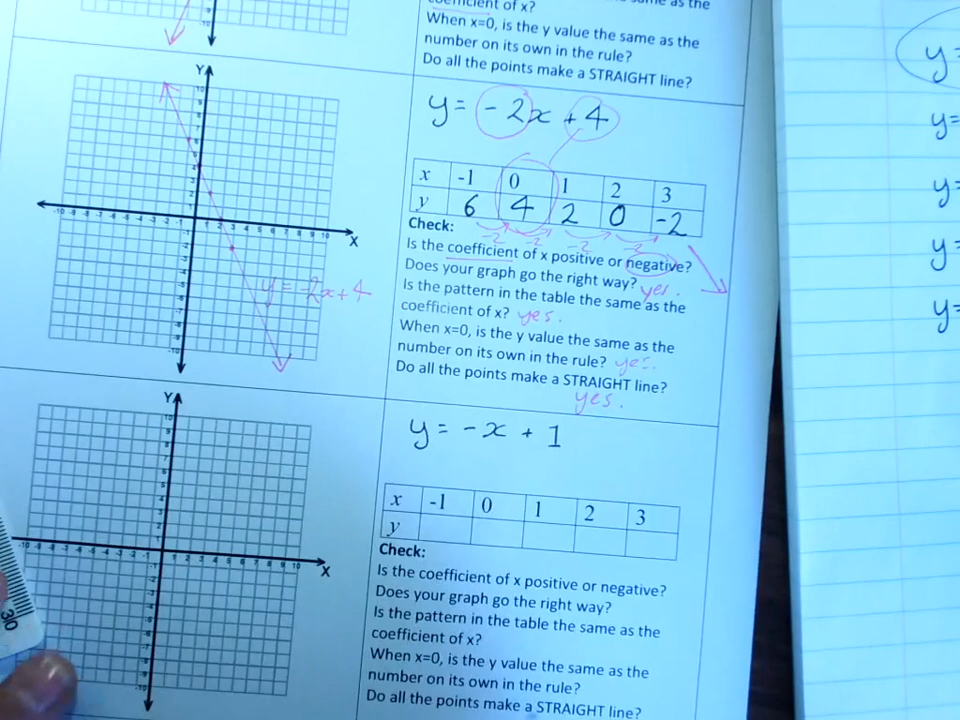 coefficient of x?
as the
When x=0, is the y value the same as the
number on its own in the rule?
Do all the points make a STRAIGHT line?
Y
X
y = -2x + 4
y = -2x + 4
x -1 0 1 2 3
y 6 4 2 0 -2
-2 -2 -2 -2
Check:
Is the coefficient of x positive or negative?
Does your graph go the right way? yes.
Is the pattern in the table the same as the
coefficient of x? yes.
When x=0, is the y value the same as the
number on its own in the rule? yes.
Do all the points make a STRAIGHT line?
yes.
Y
X
y = -x + 1
x -1 0 1 2 3
y
Check:
Is the coefficient of x positive or negative?
Does your graph go the right way?
Is the pattern in the table the same as the
coefficient of x?
When x=0, is the y value the same as the
number on its own in the rule?
Do all the points make a STRAIGHT line?
y=
y=
y=
y=
y=
30